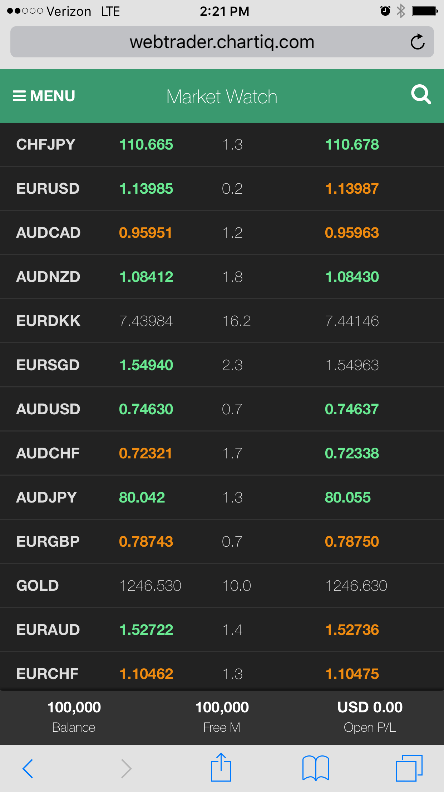 Verizon LTE 2:21 PM
webtrader.chartiq.com
MENU Market Watch
CHFJPY 110.665 1.3 110.678
EURUSD 1.13985 0.2 1.13987
AUDCAD 0.95951 1.2 0.95963
AUDNZD 1.08412 1.8 1.08430
EURDKK 7.43984 16.2 7.44146
EURSGD 1.54940 2.3 1.54963
AUDUSD 0.74630 0.7 0.74637
AUDCHF 0.72321 1.7 0.72338
AUDJPY 80.042 1.3 80.055
EURGBP 0.78743 0.7 0.78750
GOLD 1246.530 10.0 1246.630
EURAUD 1.52722 1.4 1.52736
EURCHF 1.10462 1.3 1.10475
100,000 100,000 USD 0.00
Balance Free M Open P/L